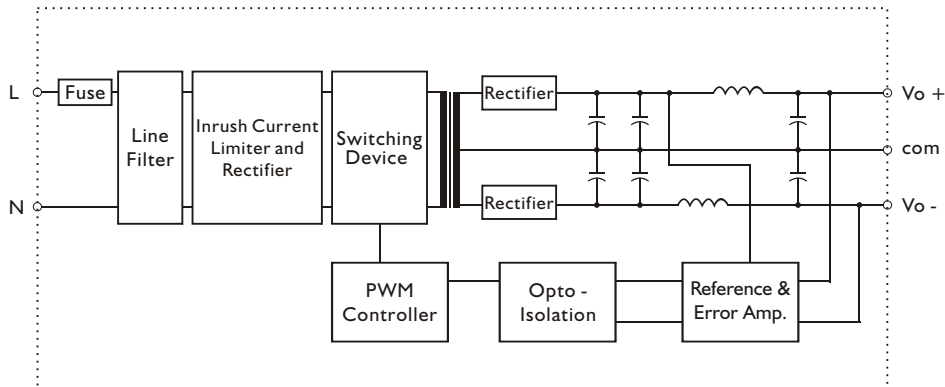 L
Fuse
Line
Filter
Inrush Current
Limiter and
Rectifier
Switching
Device
Rectifier
Vo +
com
N
Rectifier
Vo -
PWM
Controller
Opto -
Isolation
Reference &
Error Amp.